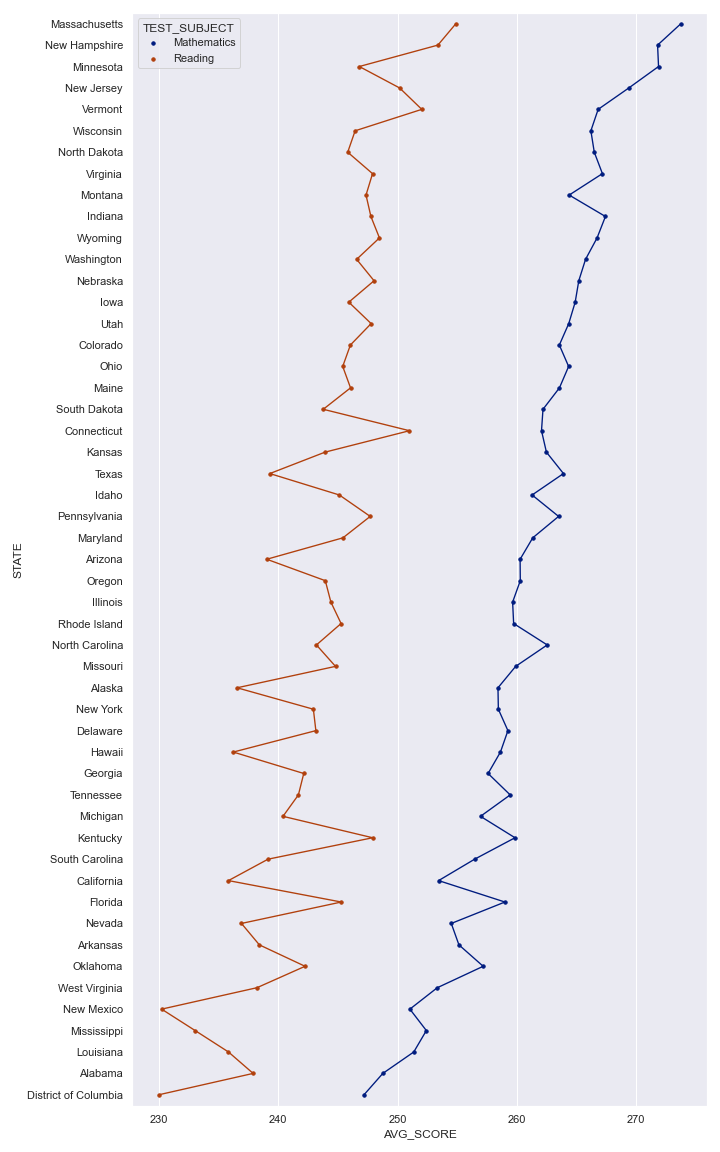 TEST_SUBJECT
Mathematics
Reading
STATE
Massachusetts
New Hampshire
Minnesota
New Jersey
Vermont
Wisconsin
North Dakota
Virginia
Montana
Indiana
Wyoming
Washington
Nebraska
Iowa
Utah
Colorado
Ohio
Maine
South Dakota
Connecticut
Kansas
Texas
Idaho
Pennsylvania
Maryland
Arizona
Oregon
Illinois
Rhode Island
North Carolina
Missouri
Alaska
New York
Delaware
Hawaii
Georgia
Tennessee
Michigan
Kentucky
South Carolina
California
Florida
Nevada
Arkansas
Oklahoma
West Virginia
New Mexico
Mississippi
Louisiana
Alabama
District of Columbia
230 240 250 260 270
AVG_SCORE